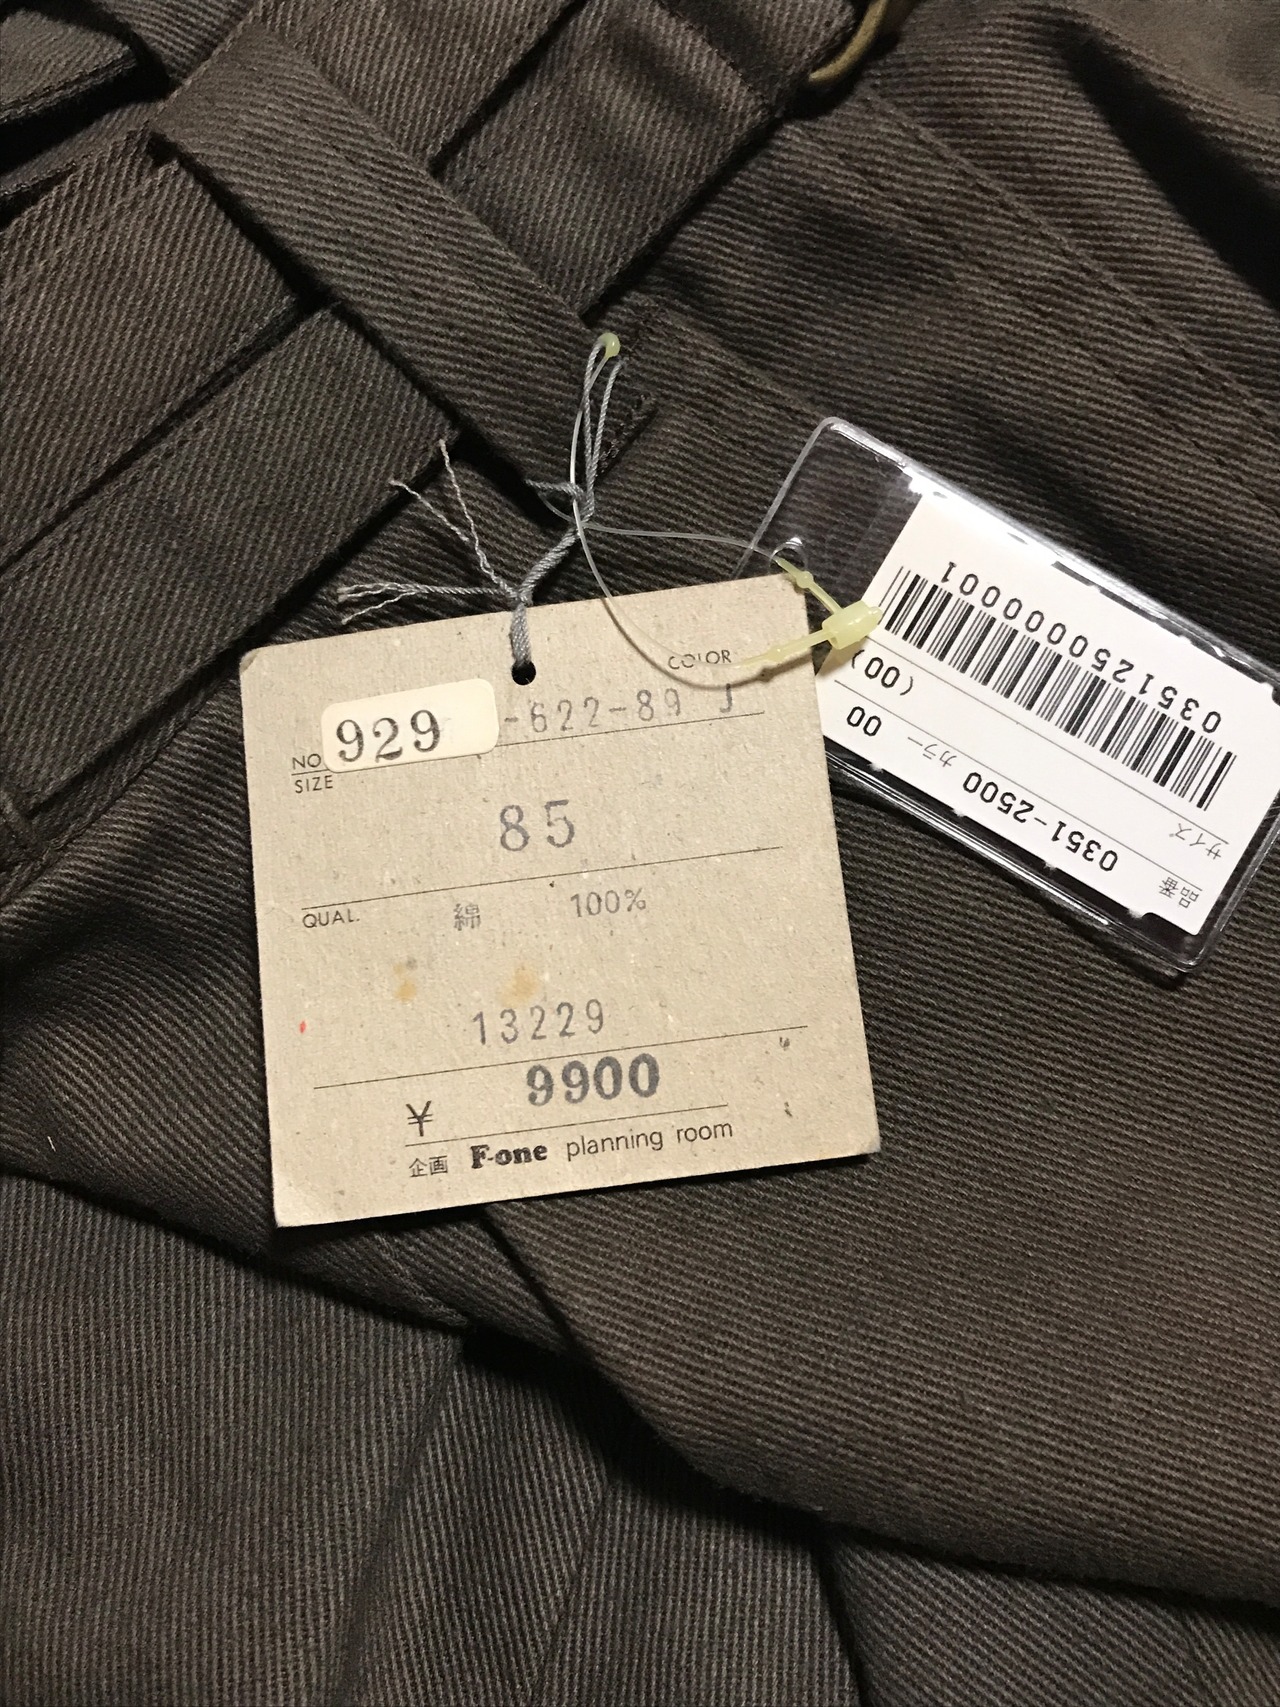 COLOR
NO. 929 -622-89 J
SIZE
85
QUAL. 綿 100%
13229
¥ 9900
企画 F-one planning room
品番 0351-2500 カラー 00
サイズ (00)
0351250000001